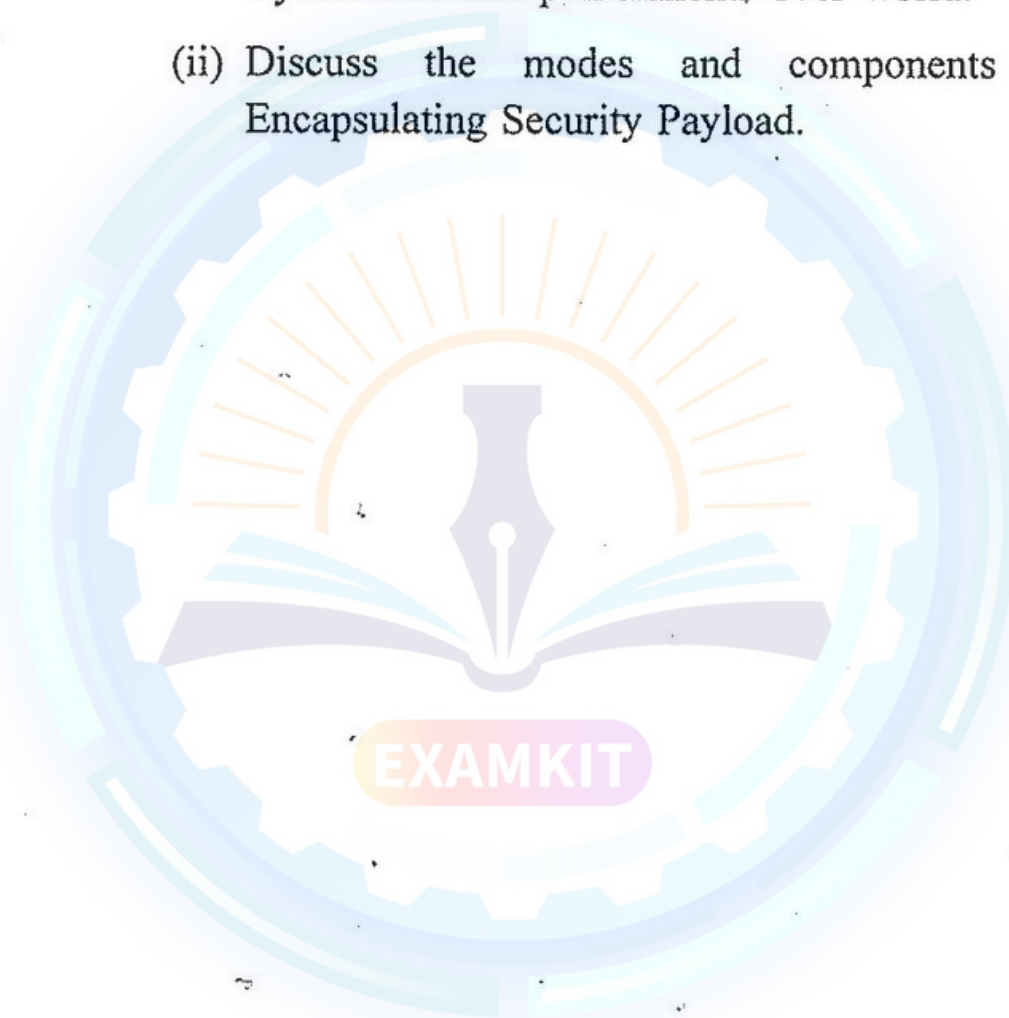 (ii) Discuss the modes and components
Encapsulating Security Payload.
EXAMKIT